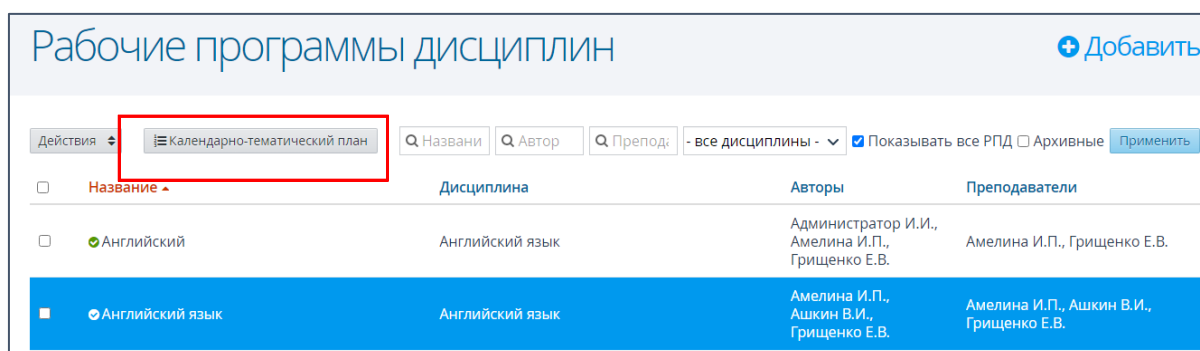 Рабочие программы дисциплин
Добавить
Действия Календарно-тематический план Названи Автор Препода - все дисциплины - Показывать все РПД Архивные Применить
Название Дисциплина Авторы Преподаватели
Английский Английский язык Администратор И.И., Амелина И.П., Грищенко Е.В. Амелина И.П., Грищенко Е.В.
Английский язык Английский язык Амелина И.П., Ашкин В.И., Грищенко Е.В. Амелина И.П., Ашкин В.И., Грищенко Е.В.